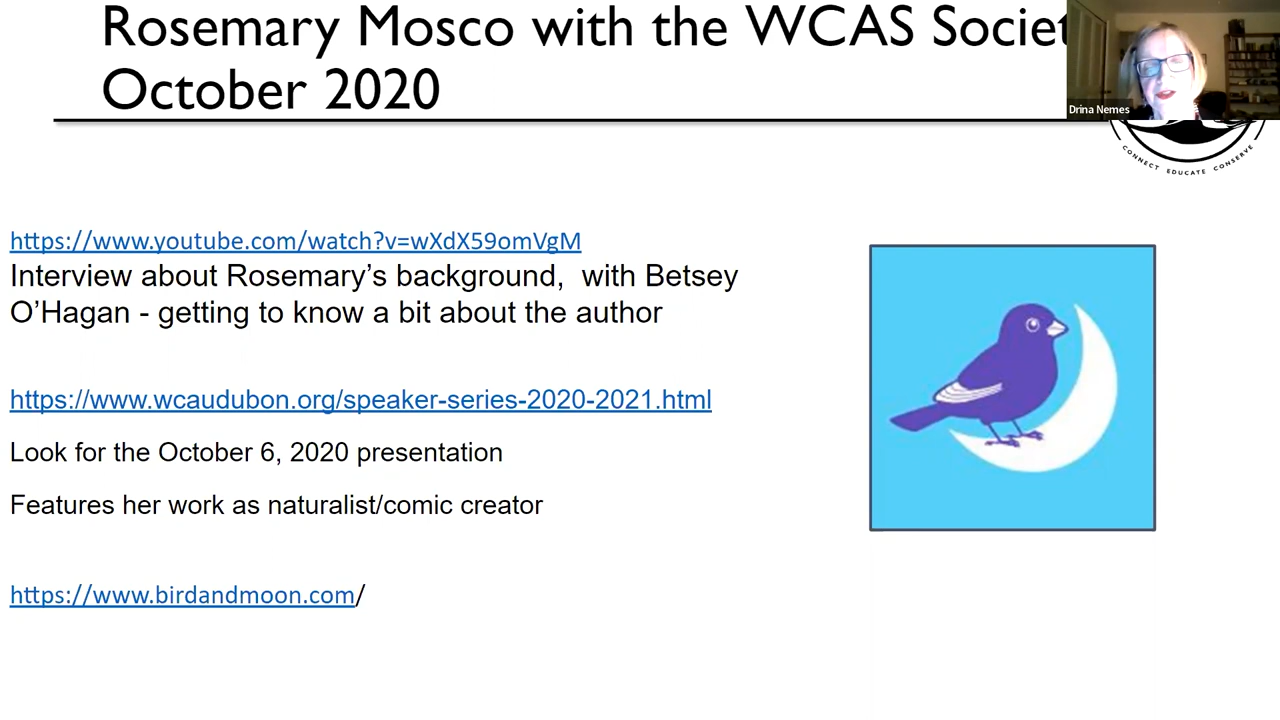 Rosemary Mosco with the WCAS Societ
October 2020
Drina Nemes
CONNECT EDUCATE CONSERVE
https://www.youtube.com/watch?v=wXdX59omVgM
Interview about Rosemary’s background,  with Betsey
O’Hagan - getting to know a bit about the author
https://www.wcaudubon.org/speaker-series-2020-2021.html
Look for the October 6, 2020 presentation
Features her work as naturalist/comic creator
https://www.birdandmoon.com/